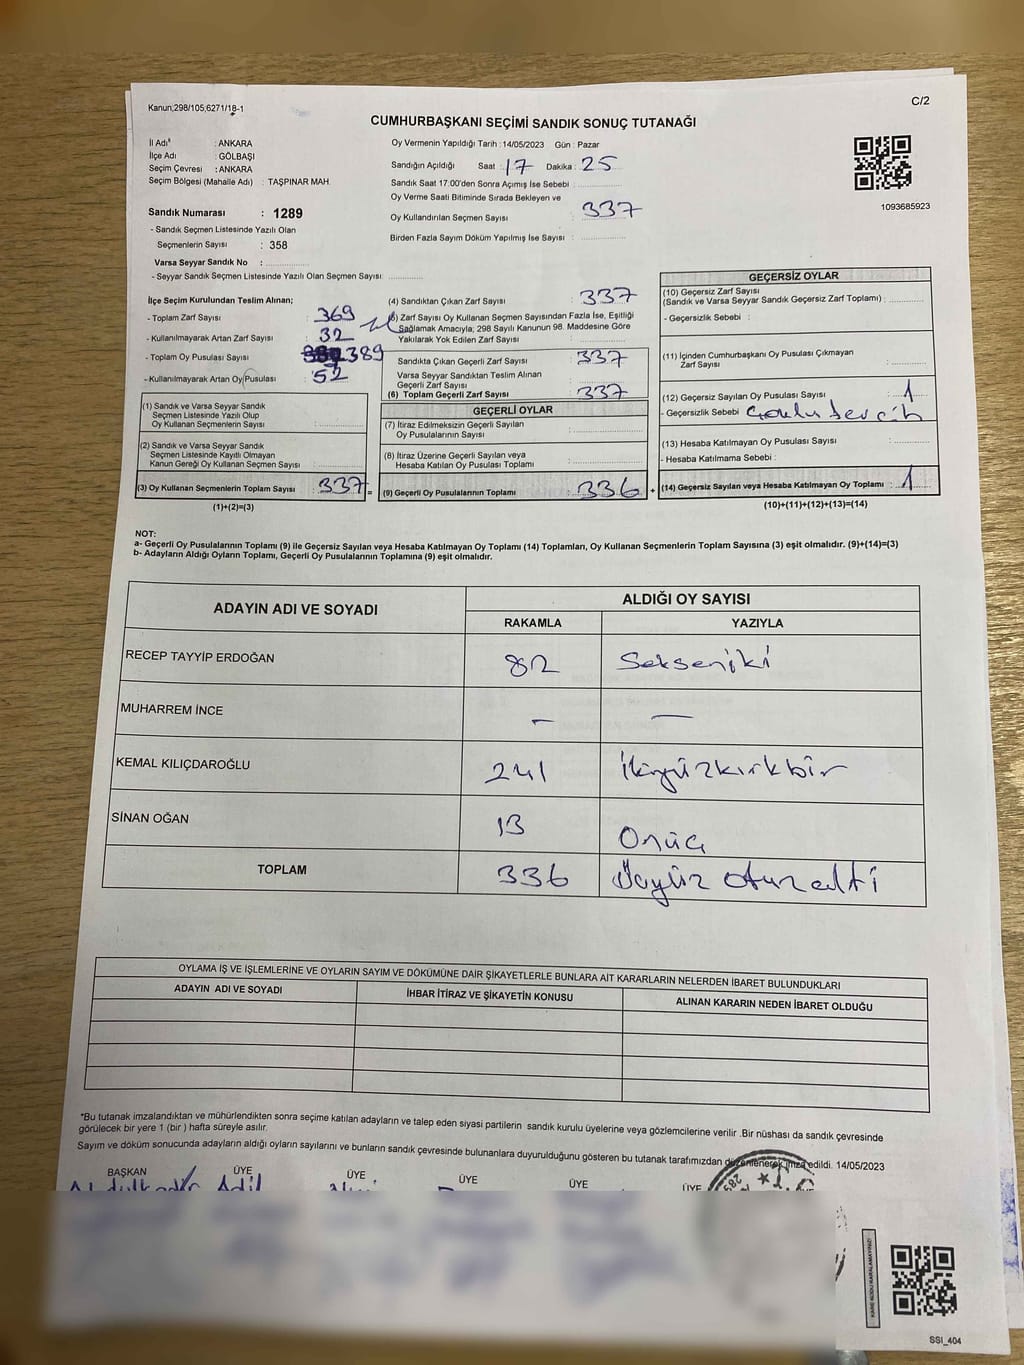 Kanun;298/105,6271/18-1
C/2
CUMHURBAŞKANI SEÇİMİ SANDIK SONUÇ TUTANAĞI
İl Adı : ANKARA
İlçe Adı : GÖLBAŞI
Seçim Çevresi : ANKARA
Seçim Bölgesi (Mahalle Adı) : TAŞPINAR MAH.
Sandık Numarası : 1289
- Sandık Seçmen Listesinde Yazılı Olan
Seçmenlerin Sayısı : 358
Varsa Seyyar Sandık No :
- Seyyar Sandık Seçmen Listesinde Yazılı Olan Seçmen Sayısı
Oy Vermenin Yapıldığı Tarih : 14/05/2023 Gün : Pazar
Sandığın Açıldığı Saat : 17 Dakika : 25
Sandık Saat 17:00'den Sonra Açımış İse Sebebi :
Oy Verme Saati Bitiminde Sırada Bekleyen ve
Oy Kullandırılan Seçmen Sayısı : 337
Birden Fazla Sayım Döküm Yapılmış İse Sayısı :
1093685923
İlçe Seçim Kurulundan Teslim Alınan;
- Toplam Zarf Sayısı : 369
- Kullanılmayarak Artan Zarf Sayısı : 32
- Toplam Oy Pusulası Sayısı : 389
- Kullanılmayarak Artan Oy Pusulası : 52
(1) Sandık ve Varsa Seyyar Sandık
Seçmen Listesinde Yazılı Olup
Oy Kullanan Seçmenlerin Sayısı :
(2) Sandık ve Varsa Seyyar Sandık
Seçmen Listesinde Kayıtlı Olmayan
Kanun Gereği Oy Kullanan Seçmen Sayısı :
(3) Oy Kullanan Seçmenlerin Toplam Sayısı : 337 =
(1)+(2)=(3)
(4) Sandıktan Çıkan Zarf Sayısı : 337
(5) Zarf Sayısı Oy Kullanan Seçmen Sayısından Fazla İse, Eşitliği
Sağlamak Amacıyla; 298 Sayılı Kanunun 98. Maddesine Göre
Yakılarak Yok Edilen Zarf Sayısı :
Sandıkta Çıkan Geçerli Zarf Sayısı : 337
Varsa Seyyar Sandıktan Teslim Alınan
Geçerli Zarf Sayısı :
(6) Toplam Geçerli Zarf Sayısı : 337
GEÇERLİ OYLAR
(7) İtiraz Edilmeksizin Geçerli Sayılan
Oy Pusulalarının Sayısı :
(8) İtiraz Üzerine Geçerli Sayılan veya
Hesaba Katılan Oy Pusulası Toplamı :
(9) Geçerli Oy Pusulalarının Toplamı : 336 +
GEÇERSİZ OYLAR
(10) Geçersiz Zarf Sayısı
(Sandık ve Varsa Seyyar Sandık Geçersiz Zarf Toplamı) :
- Geçersizlik Sebebi :
(11) İçinden Cumhurbaşkanı Oy Pusulası Çıkmayan
Zarf Sayısı :
(12) Geçersiz Sayılan Oy Pusulası Sayısı : 1
- Geçersizlik Sebebi : Çoklu tercih
(13) Hesaba Katılmayan Oy Pusulası Sayısı :
- Hesaba Katılmama Sebebi :
(14) Geçersiz Sayılan veya Hesaba Katılmayan Oy Toplamı : 1
(10)+(11)+(12)+(13)=(14)
NOT:
a- Geçerli Oy Pusulalarının Toplamı (9) ile Geçersiz Sayılan veya Hesaba Katılmayan Oy Toplamı (14) Toplamları, Oy Kullanan Seçmenlerin Toplam Sayısına (3) eşit olmalıdır. (9)+(14)=(3)
b- Adayların Aldığı Oyların Toplamı, Geçerli Oy Pusulalarının Toplamına (9) eşit olmalıdır.
ADAYIN ADI VE SOYADI ALDIĞI OY SAYISI
RAKAMLA YAZIYLA
RECEP TAYYİP ERDOĞAN 82 Sekseniki
MUHARREM İNCE - -
KEMAL KILIÇDAROĞLU 241 İkiyüzkırkbir
SİNAN OĞAN 13 Onüç
TOPLAM 336 Üçyüz otuzaltı
OYLAMA İŞ VE İŞLEMLERİNE VE OYLARIN SAYIM VE DÖKÜMÜNE DAİR ŞİKAYETLERLE BUNLARA AİT KARARLARIN NELERDEN İBARET BULUNDUKLARI
ADAYIN ADI VE SOYADI İHBAR İTİRAZ VE ŞİKAYETİN KONUSU ALINAN KARARIN NEDEN İBARET OLDUĞU
*Bu tutanak imzalandıktan ve mühürlendikten sonra seçime katılan adayların ve talep eden siyasi partilerin sandık kurulu üyelerine veya gözlemcilerine verilir .Bir nüshası da sandık çevresinde
görülecek bir yere 1 (bir ) hafta süreyle asılır.
Sayım ve döküm sonucunda adayların aldığı oyların sayılarını ve bunların sandık çevresinde bulunanlara duyurulduğunu gösteren bu tutanak tarafımızdan düzenlenerek imza edildi. 14/05/2023
BAŞKAN ÜYE ÜYE ÜYE ÜYE ÜYE
Adil
KARE KODU KARALAMAYINIZ!
SSI_404